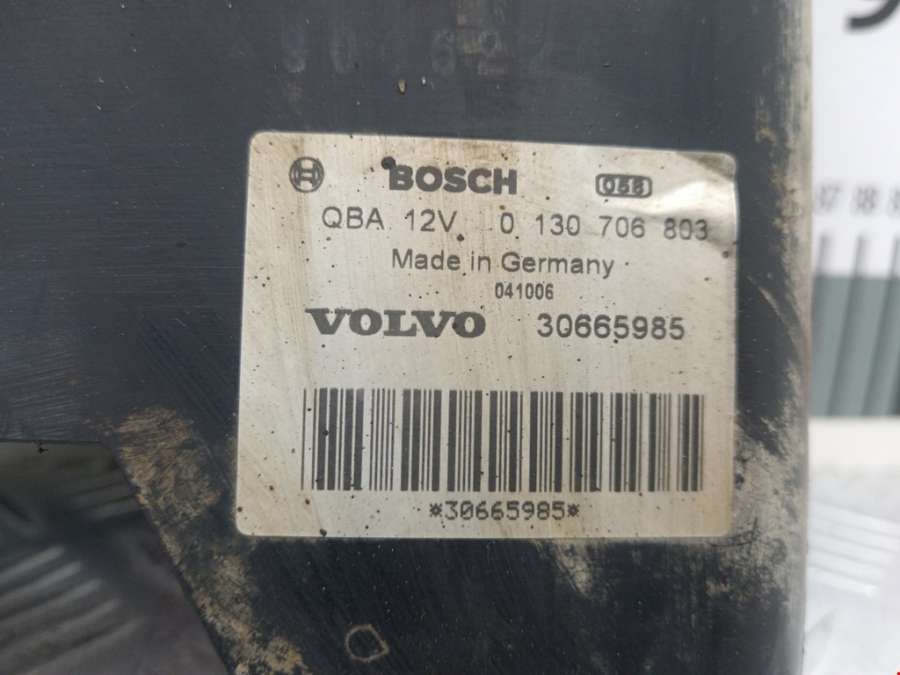 BOSCH 058
QBA 12V 0 130 706 803
Made in Germany
041006
VOLVO 30665985
*30665985*